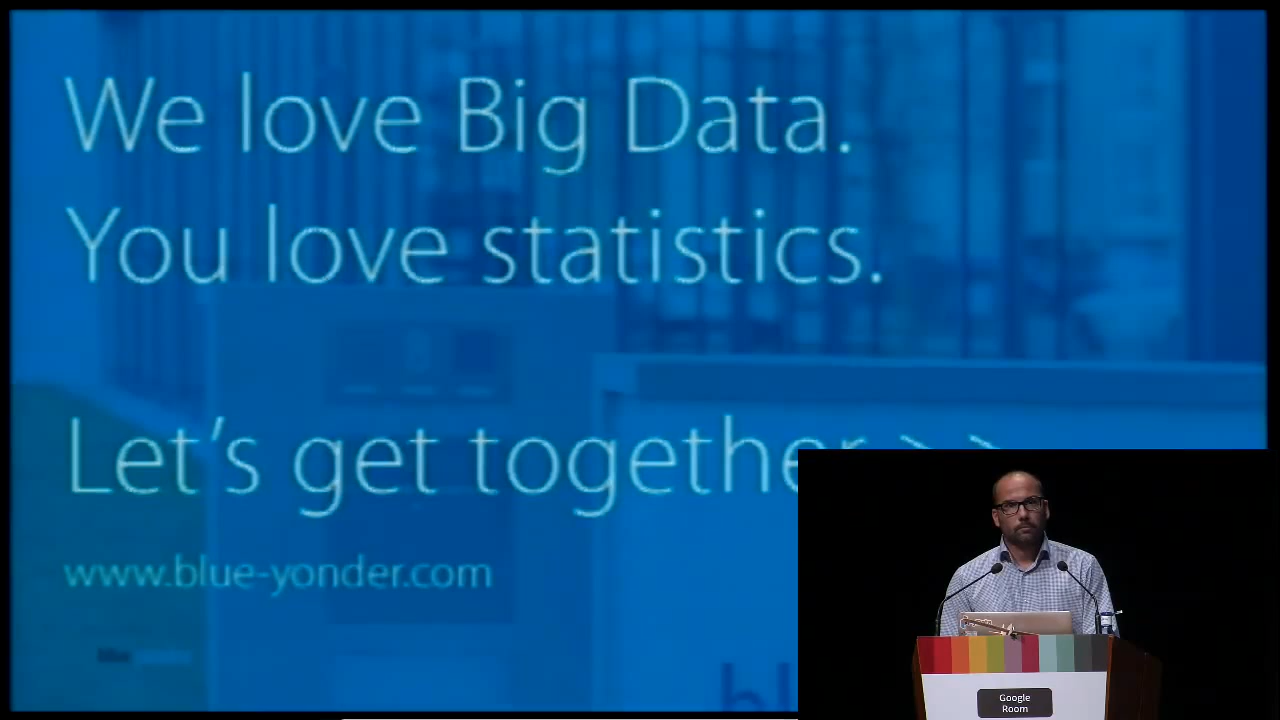 We love Big Data.
You love statistics.
Let's get together >>
www.blue-yonder.com
Google
Room